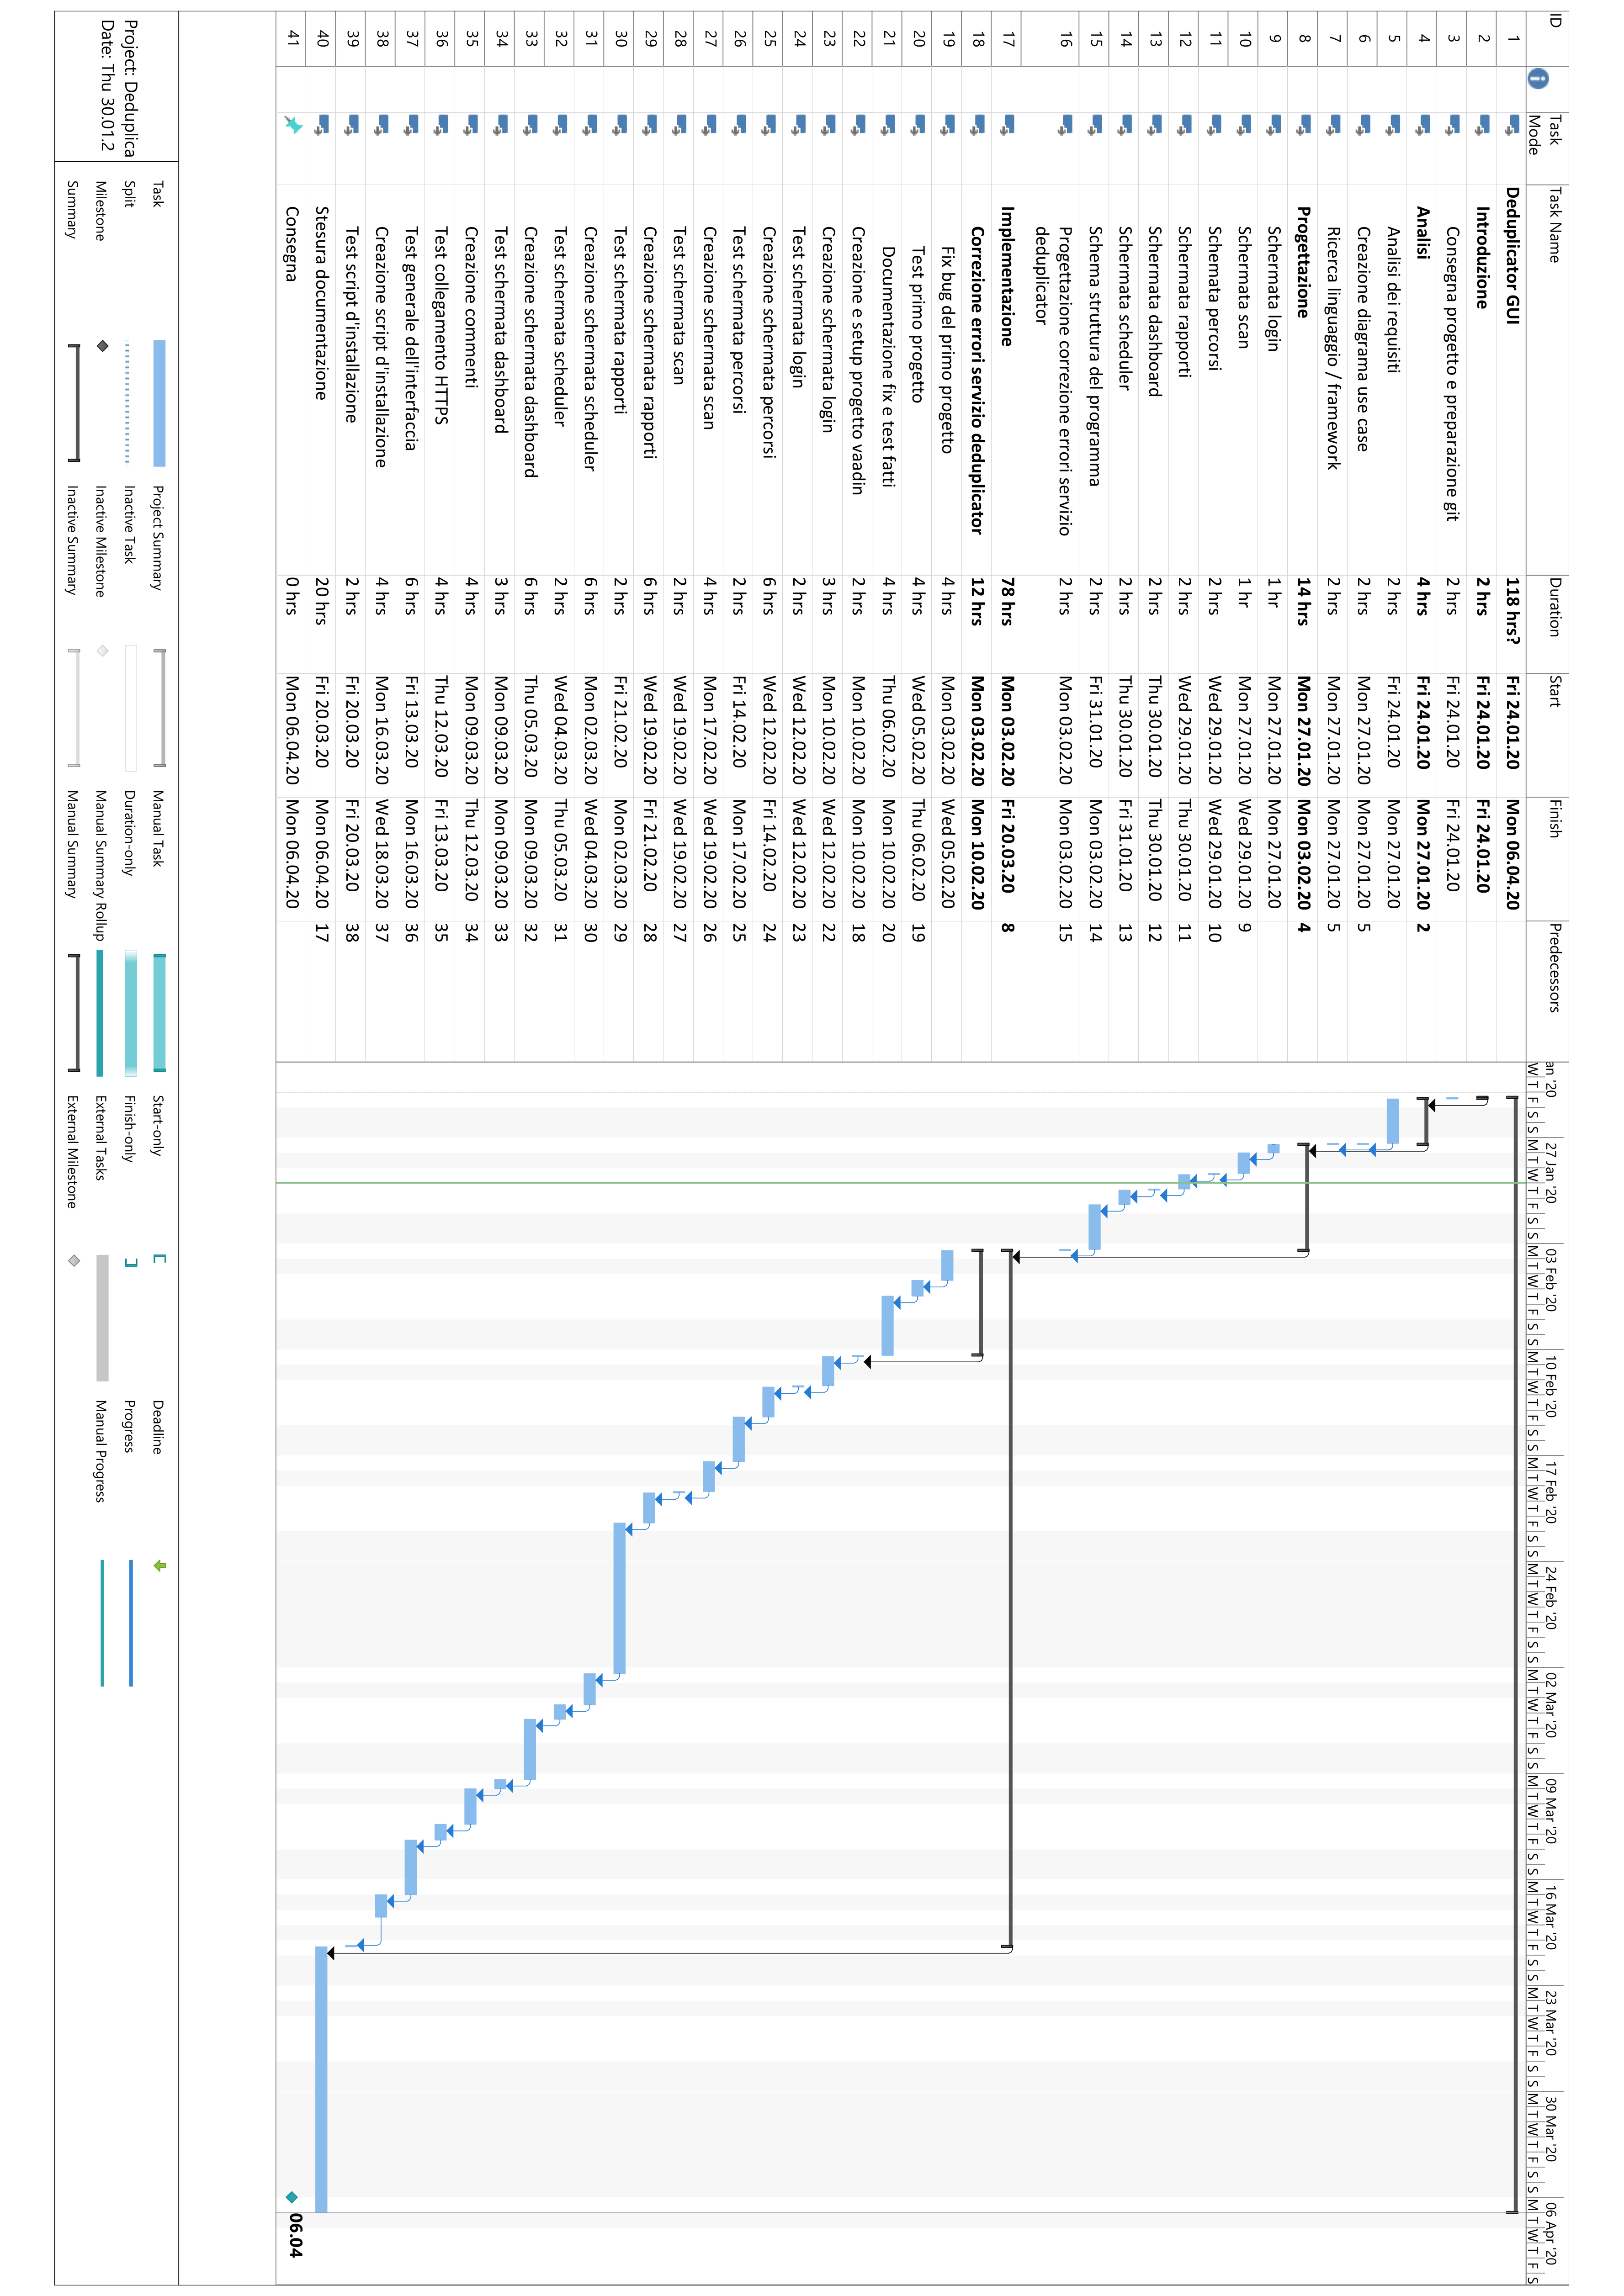 ID Task Mode Task Name Duration Start Finish Predecessors
1 Deduplicator GUI 118 hrs? Fri 24.01.20 Mon 06.04.20
2 Introduzione 2 hrs Fri 24.01.20 Fri 24.01.20
3 Consegna progetto e preparazione git 2 hrs Fri 24.01.20 Fri 24.01.20
4 Analisi 4 hrs Fri 24.01.20 Mon 27.01.20 2
5 Analisi dei requisiti 2 hrs Fri 24.01.20 Mon 27.01.20
6 Creazione diagrama use case 2 hrs Mon 27.01.20 Mon 27.01.20 5
7 Ricerca linguaggio / framework 2 hrs Mon 27.01.20 Mon 27.01.20 5
8 Progettazione 14 hrs Mon 27.01.20 Mon 03.02.20 4
9 Schermata login 1 hr Mon 27.01.20 Mon 27.01.20
10 Schemata scan 1 hr Mon 27.01.20 Wed 29.01.20 9
11 Schemata percorsi 2 hrs Wed 29.01.20 Wed 29.01.20 10
12 Schemata rapporti 2 hrs Wed 29.01.20 Thu 30.01.20 11
13 Schemata dashboard 2 hrs Thu 30.01.20 Thu 30.01.20 12
14 Schemata scheduler 2 hrs Thu 30.01.20 Fri 31.01.20 13
15 Schema struttura del programma 2 hrs Fri 31.01.20 Mon 03.02.20 14
16 Progettazione correzione errori servizio 2 hrs Mon 03.02.20 Mon 03.02.20 15
deduplicator
17 Implementazione 78 hrs Mon 03.02.20 Fri 20.03.20 8
18 Correzione errori servizio deduplicator 12 hrs Mon 03.02.20 Mon 10.02.20
19 Fix bug del primo progetto 4 hrs Mon 03.02.20 Wed 05.02.20
20 Test primo progetto 4 hrs Wed 05.02.20 Thu 06.02.20 19
21 Documentazione fix e test fatti 4 hrs Thu 06.02.20 Mon 10.02.20 20
22 Creazione e setup progetto vaadin 2 hrs Mon 10.02.20 Mon 10.02.20 18
23 Creazione schermata login 3 hrs Mon 10.02.20 Wed 12.02.20 22
24 Test schermata login 2 hrs Wed 12.02.20 Wed 12.02.20 23
25 Creazione schermata percorsi 6 hrs Wed 12.02.20 Fri 14.02.20 24
26 Test schermata percorsi 2 hrs Fri 14.02.20 Mon 17.02.20 25
27 Creazione schermata scan 4 hrs Mon 17.02.20 Wed 19.02.20 26
28 Test schermata scan 2 hrs Wed 19.02.20 Wed 19.02.20 27
29 Creazione schermata rapporti 6 hrs Wed 19.02.20 Fri 21.02.20 28
30 Test schermata rapporti 2 hrs Fri 21.02.20 Mon 02.03.20 29
31 Creazione schermata scheduler 6 hrs Mon 02.03.20 Wed 04.03.20 30
32 Test schermata scheduler 2 hrs Wed 04.03.20 Thu 05.03.20 31
33 Creazione schermata dashboard 6 hrs Thu 05.03.20 Mon 09.03.20 32
34 Test schermata dashboard 3 hrs Mon 09.03.20 Mon 09.03.20 33
35 Creazione commenti 4 hrs Mon 09.03.20 Thu 12.03.20 34
36 Test collegamento HTTPS 4 hrs Thu 12.03.20 Fri 13.03.20 35
37 Test generale dell'interfaccia 6 hrs Fri 13.03.20 Mon 16.03.20 36
38 Creazione script d'installazione 4 hrs Mon 16.03.20 Wed 18.03.20 37
39 Test script d'installazione 2 hrs Fri 20.03.20 Fri 20.03.20 38
40 Stesura documentazione 20 hrs Fri 20.03.20 Mon 06.04.20 17
41 Consegna 0 hrs Mon 06.04.20 Mon 06.04.20
an '20 27 Jan '20 03 Feb '20 10 Feb '20 17 Feb '20 24 Feb '20 02 Mar '20 09 Mar '20 16 Mar '20 23 Mar '20 30 Mar '20 06 Apr '20
W T F S S M T W T F S S M T W T F S S M T W T F S S M T W T F S S M T W T F S S M T W T F S S M T W T F S S M T W T F S S M T W T F S S M T W T F S S M T W T F S
06.04
Project: Deduplica
Date: Thu 30.01.2
Task Project Summary Manual Task Start-only Deadline
Split Inactive Task Duration-only Finish-only Progress
Milestone Inactive Milestone Manual Summary Rollup External Tasks Manual Progress
Summary Inactive Summary Manual Summary External Milestone